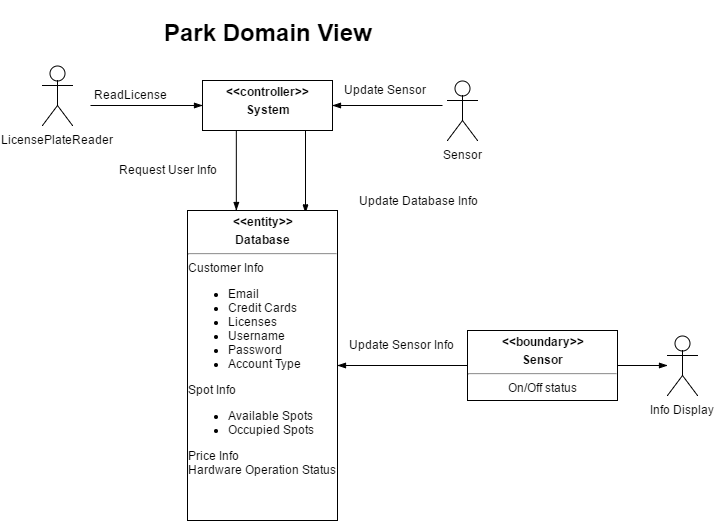 Park Domain View
ReadLicense
<<controller>>
System
Update Sensor
LicensePlateReader
Sensor
Request User Info
Update Database Info
<<entity>>
Database
Customer Info
Email
Credit Cards
Licenses
Username
Password
Account Type
Spot Info
Available Spots
Occupied Spots
Price Info
Hardware Operation Status
Update Sensor Info
<<boundary>>
Sensor
On/Off status
Info Display